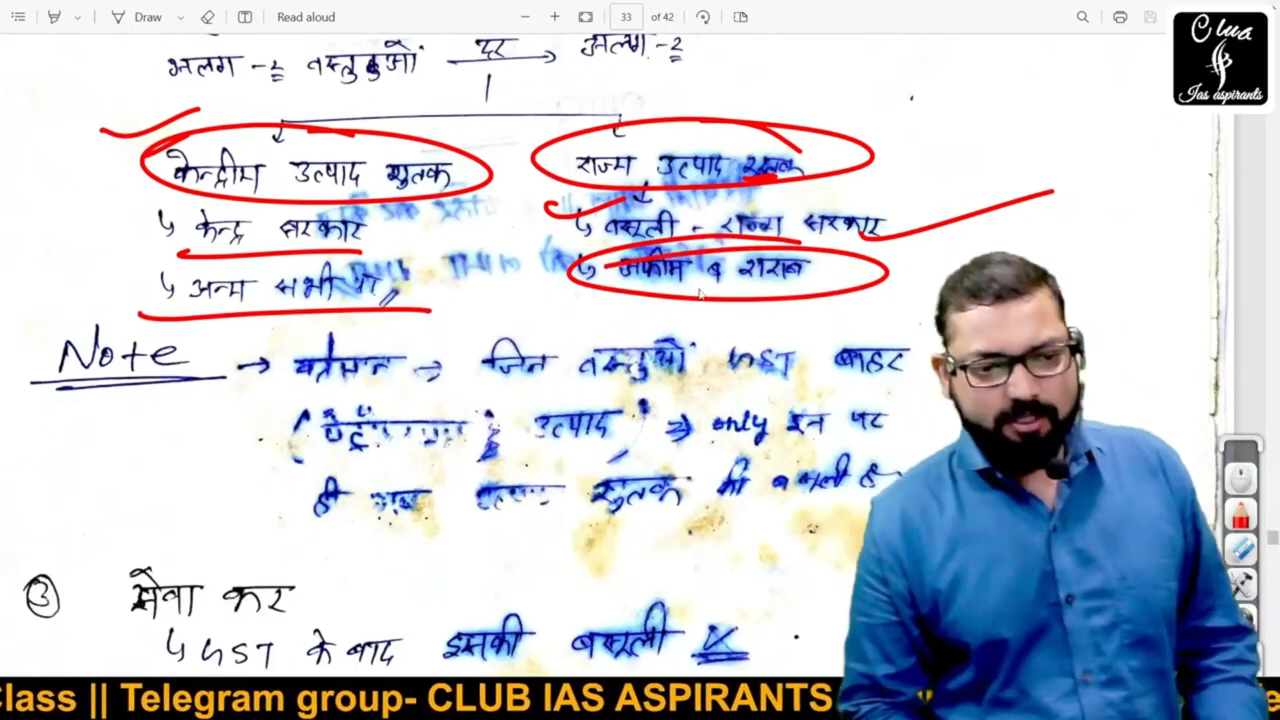 Draw
Read aloud
33 of 42
Club
Ias aspirants
अलग-2 वस्तुओं दर अलग-2
केन्द्रीय उत्पाद शुल्क
राज्य उत्पाद शुल्क
↳ केन्द्र सरकार
↳ वसूली - राज्य सरकार
↳ अन्य सभी
↳ अफीम व शराब
Note → वर्तमान → जिन वस्तुओं GST बाहर
उत्पाद ⇒ only इन पर
ही उत्पाद शुल्क की वसूली है
③ सेवा कर
↳ GST के बाद इसकी वसूली X
Class || Telegram group- CLUB IAS ASPIRANTS